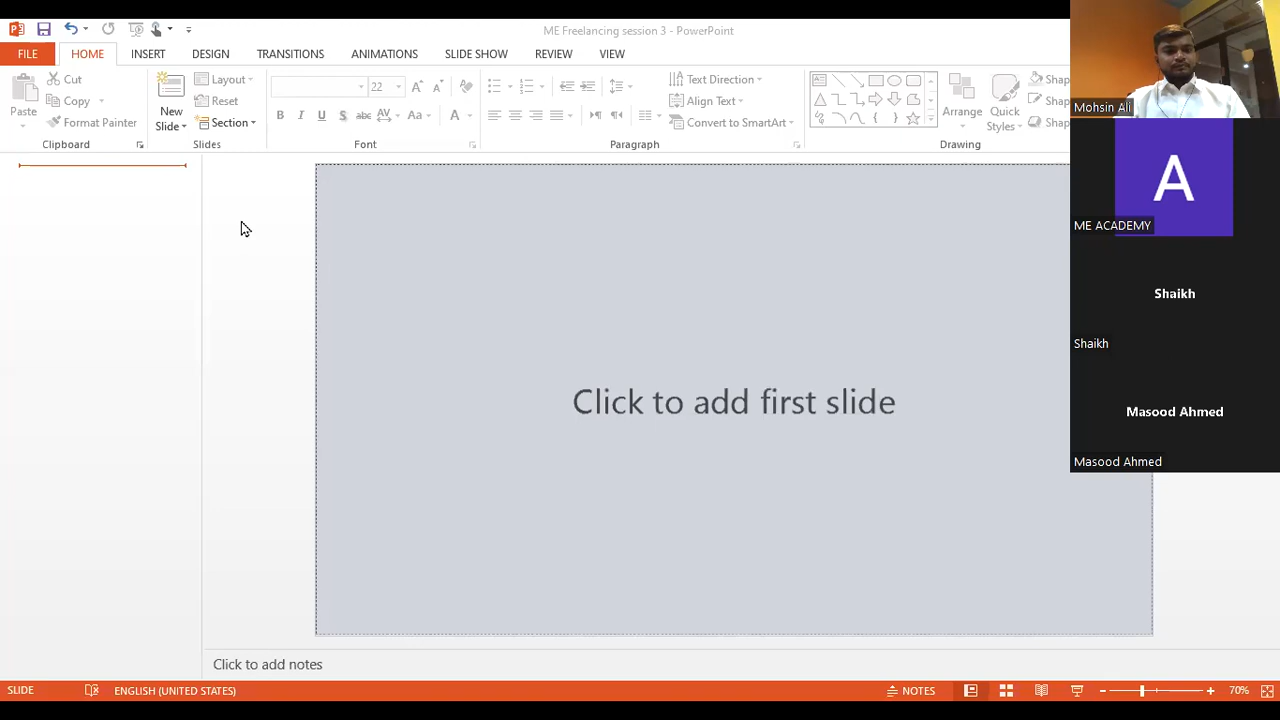 ME Freelancing session 3 - PowerPoint
FILE HOME INSERT DESIGN TRANSITIONS ANIMATIONS SLIDE SHOW REVIEW VIEW
Paste
Cut
Copy
Format Painter
Clipboard
New
Slide
Layout
Reset
Section
Slides
22
B I U S abc AV Aa A
Font
Text Direction
Align Text
Convert to SmartArt
Paragraph
Arrange
Quick
Styles
Drawing
Mohsin Ali
A
ME ACADEMY
Shaikh
Shaikh
Masood Ahmed
Masood Ahmed
Click to add first slide
Click to add notes
SLIDE ENGLISH (UNITED STATES) NOTES 70%